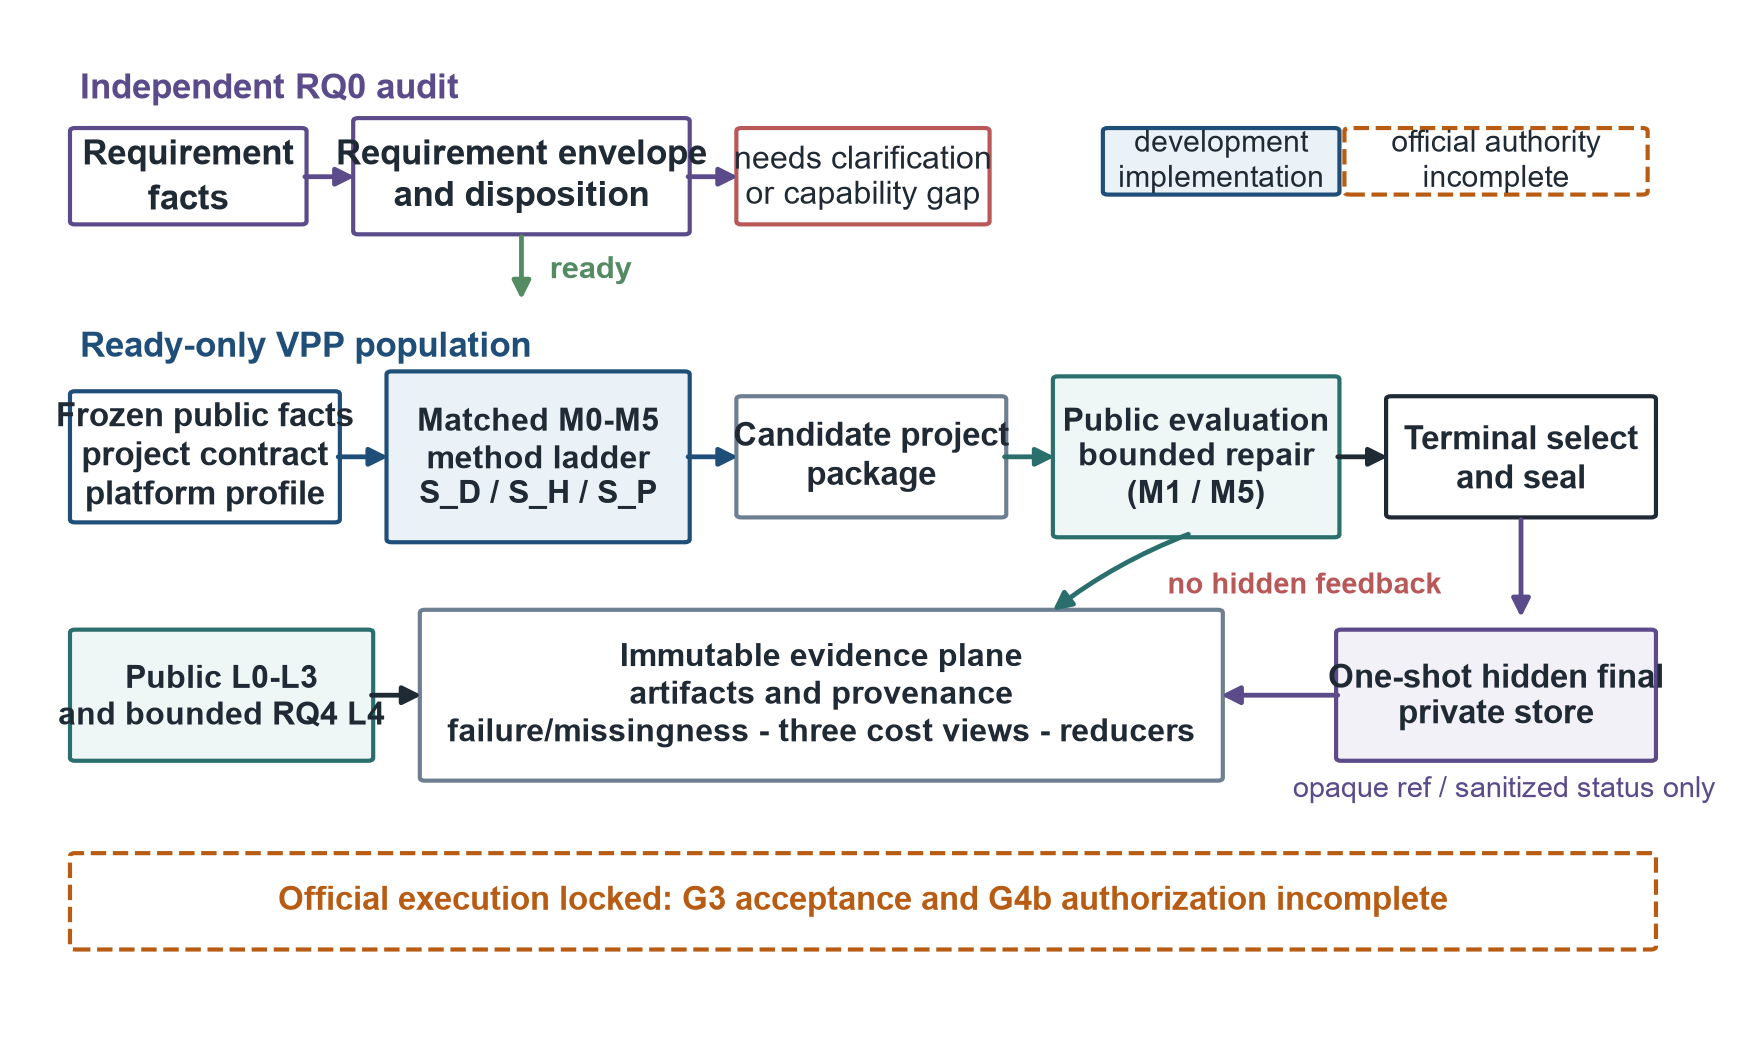 Independent RQ0 audit
Requirement
facts
Requirement envelope
and disposition
needs clarification
or capability gap
development
implementation
official authority
incomplete
ready
Ready-only VPP population
Frozen public facts
project contract
platform profile
Matched M0-M5
method ladder
S_D / S_H / S_P
Candidate project
package
Public evaluation
bounded repair
(M1 / M5)
Terminal select
and seal
no hidden feedback
Public L0-L3
and bounded RQ4 L4
Immutable evidence plane
artifacts and provenance
failure/missingness - three cost views - reducers
One-shot hidden final
private store
opaque ref / sanitized status only
Official execution locked: G3 acceptance and G4b authorization incomplete